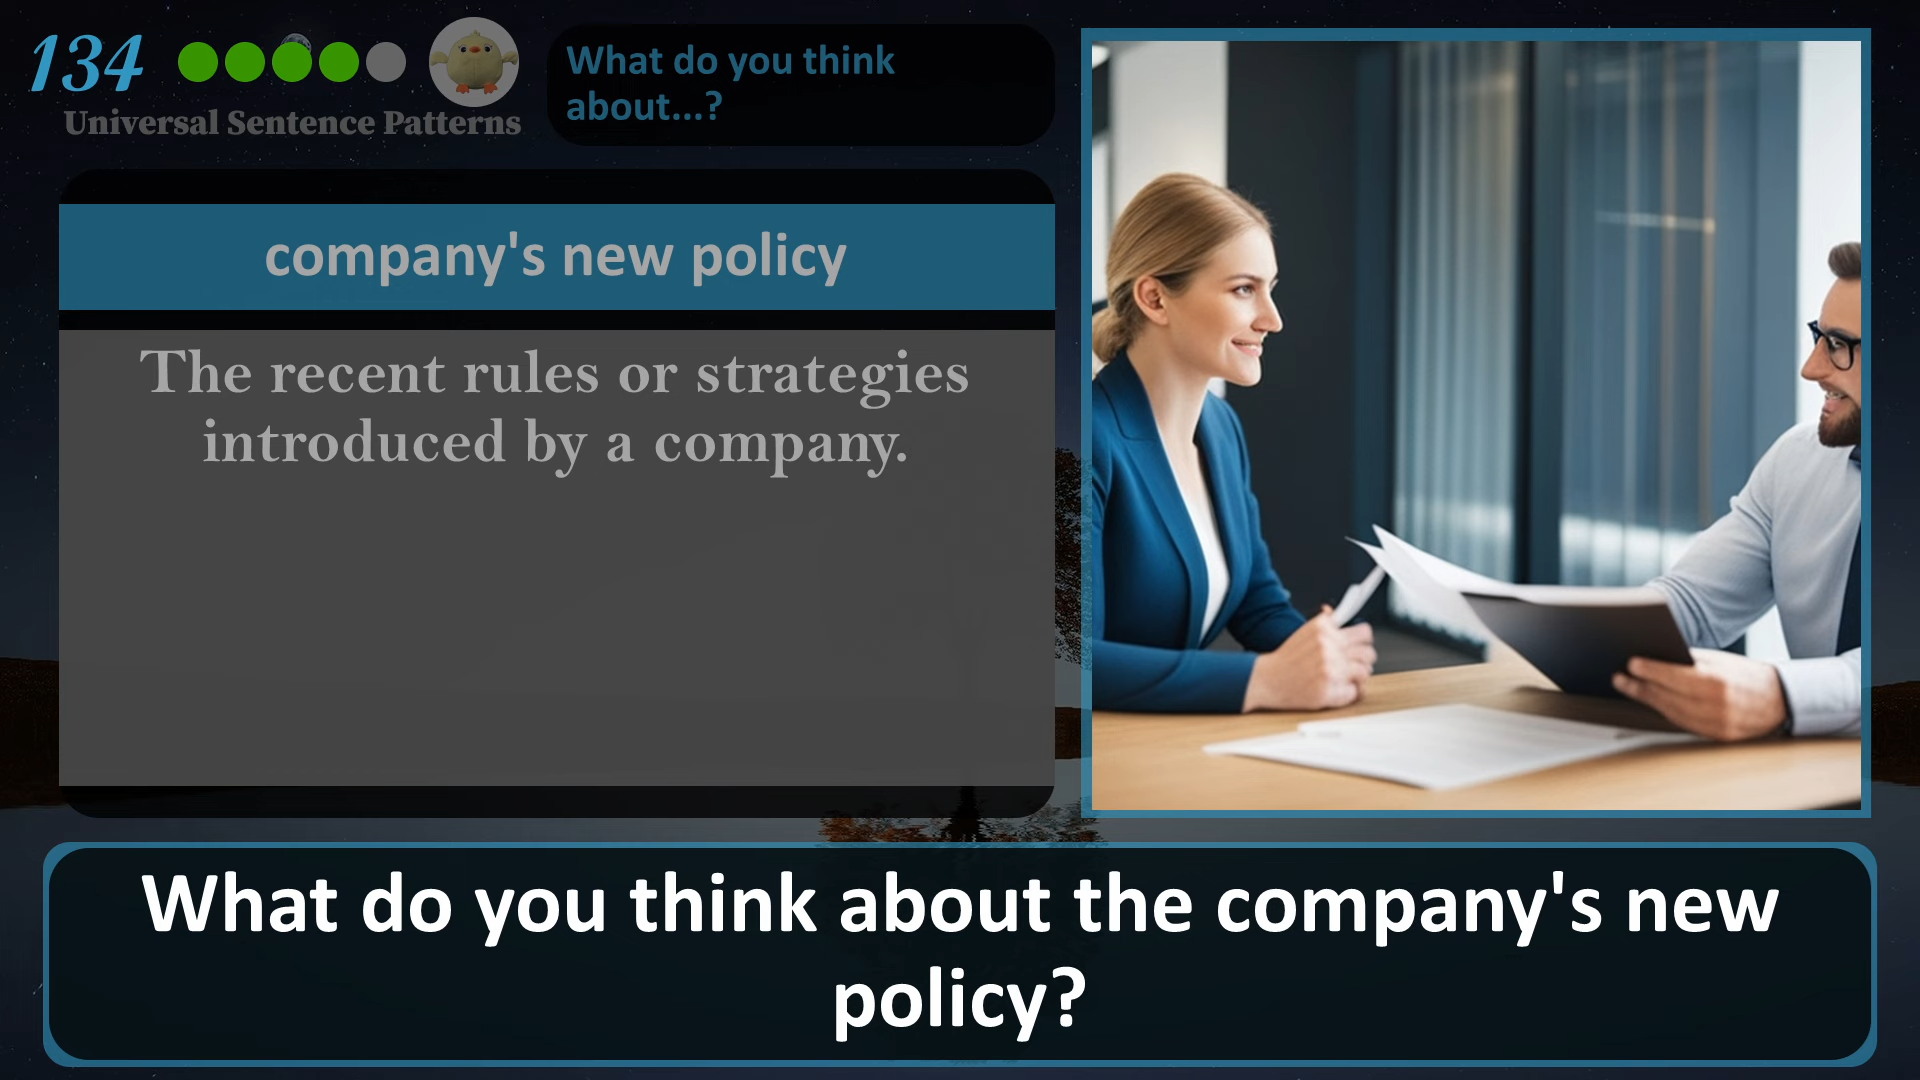 134
Universal Sentence Patterns
What do you think
about...?
company's new policy
The recent rules or strategies
introduced by a company.
What do you think about the company's new
policy?